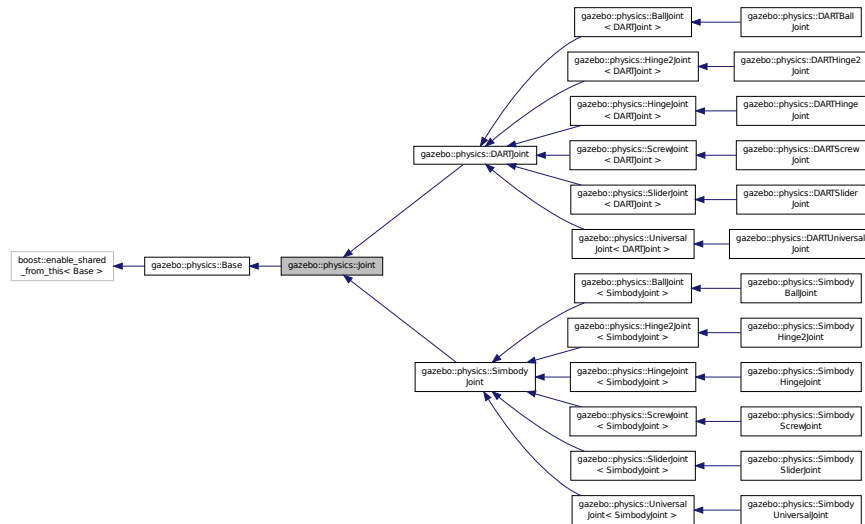 boost::enable_shared
_from_this< Base >
gazebo::physics::Base
gazebo::physics::Joint
gazebo::physics::DARTJoint
gazebo::physics::BallJoint
< DARTJoint >
gazebo::physics::DARTBall
Joint
gazebo::physics::Hinge2Joint
< DARTJoint >
gazebo::physics::DARTHinge2
Joint
gazebo::physics::HingeJoint
< DARTJoint >
gazebo::physics::DARTHinge
Joint
gazebo::physics::ScrewJoint
< DARTJoint >
gazebo::physics::DARTScrew
Joint
gazebo::physics::SliderJoint
< DARTJoint >
gazebo::physics::DARTSlider
Joint
gazebo::physics::Universal
Joint< DARTJoint >
gazebo::physics::DARTUniversal
Joint
gazebo::physics::Simbody
Joint
gazebo::physics::BallJoint
< SimbodyJoint >
gazebo::physics::Simbody
BallJoint
gazebo::physics::Hinge2Joint
< SimbodyJoint >
gazebo::physics::Simbody
Hinge2Joint
gazebo::physics::HingeJoint
< SimbodyJoint >
gazebo::physics::Simbody
HingeJoint
gazebo::physics::ScrewJoint
< SimbodyJoint >
gazebo::physics::Simbody
ScrewJoint
gazebo::physics::SliderJoint
< SimbodyJoint >
gazebo::physics::Simbody
SliderJoint
gazebo::physics::Universal
Joint< SimbodyJoint >
gazebo::physics::Simbody
UniversalJoint